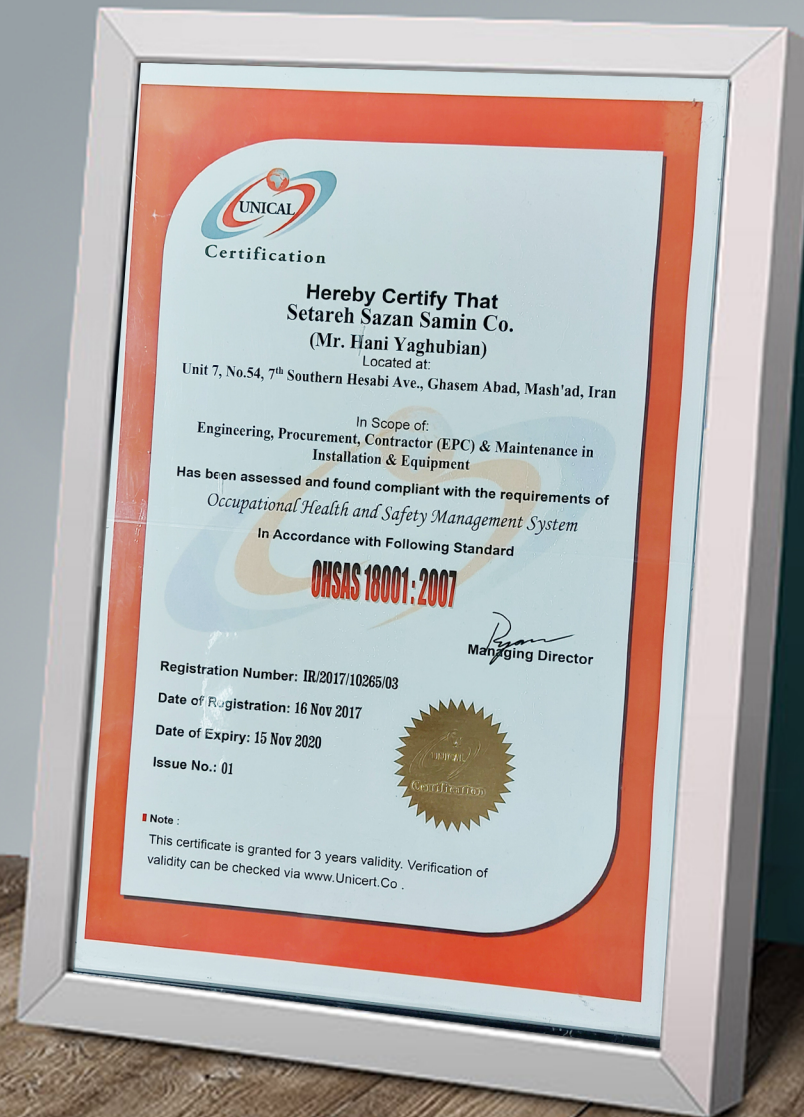 UNICAL
Certification
Hereby Certify That
Setareh Sazan Samin Co.
(Mr. Hani Yaghubian)
Located at:
Unit 7, No.54, 7th Southern Hesabi Ave., Ghasem Abad, Mash'ad, Iran
In Scope of:
Engineering, Procurement, Contractor (EPC) & Maintenance in
Installation & Equipment
Has been assessed and found compliant with the requirements of
Occupational Health and Safety Management System
In Accordance with Following Standard
OHSAS 18001:2007
Managing Director
Registration Number: IR/2017/10265/03
Date of Registration: 16 Nov 2017
Date of Expiry: 15 Nov 2020
Issue No.: 01
UNICAL
Certification
Note :
This certificate is granted for 3 years validity. Verification of
validity can be checked via www.Unicert.Co .